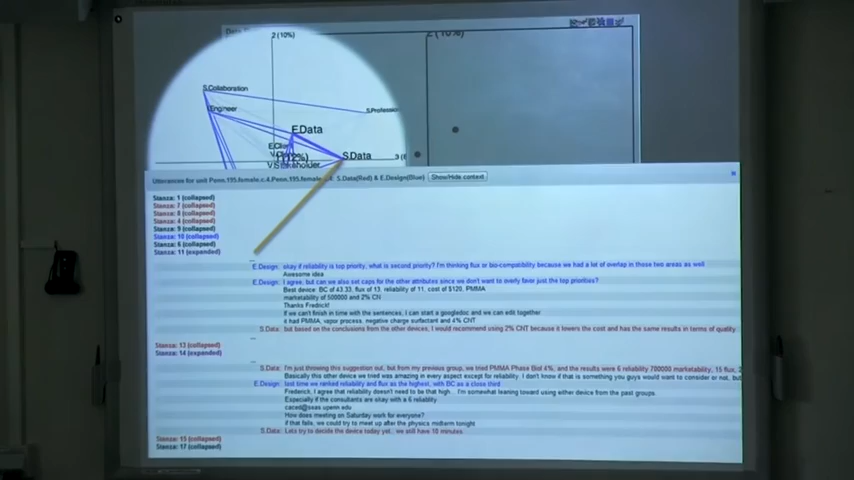 2 (10%)
2 (10%)
S.Collaboration
Engineer
S.Profession
E.Data
E.Clie
(12%)
V.Stakeholder
S.Data
Utterances for unit Penn.195.female.c.4.Penn.195.female. S.Data(Red) & E.Design(Blue) Show/Hide context
Stanza: 1 (collapsed)
Stanza: 7 (collapsed)
Stanza: 8 (collapsed)
Stanza: 4 (collapsed)
Stanza: 9 (collapsed)
Stanza: 10 (collapsed)
Stanza: 6 (collapsed)
Stanza: 11 (expanded)
...
E.Design: okay if reliability is top priority, what is second priority? I'm thinking flux or bio-compatibility because we had a lot of overlap in those two areas as well
Awesome idea
E.Design: I agree, but can we also set caps for the other attributes since we don't want to overly favor just the top priorities?
Best device: BC of 43.33, flux of 13, reliability of 11, cost of $120, PMMA
marketability of 500000 and 2% CN
Thanks Fredrick!
If we can't finish in time with the sentences, I can start a googledoc and we can edit together
it had PMMA, vapor process, negative charge surfactant and 4% CNT
S.Data: but based on the conclusions from the other devices, I would recommend using 2% CNT because it lowers the cost and has the same results in terms of quality
...
Stanza: 13 (collapsed)
Stanza: 14 (expanded)
...
S.Data: I'm just throwing this suggestion out, but from my previous group, we tried PMMA Phase Biol 4%, and the results were 6 reliability 700000 marketability, 15 flux, 2
Basically this other device we tried was amazing in every aspect except for reliability. I don't know if that is something you guys would want to consider or not, but
E.Design: last time we ranked reliability and flux as the highest, with BC as a close third
Frederick, I agree that reliability doesn't need to be that high... I'm somewhat leaning toward using either device from the past groups.
Especially if the consultants are okay with a 6 reliability
caced@seas.upenn.edu
How does meeting on Saturday work for everyone?
if that fails, we could try to meet up after the physics midterm tonight
S.Data: Lets try to decide the device today yet.. we still have 10 minutes
Stanza: 15 (collapsed)
Stanza: 17 (collapsed)